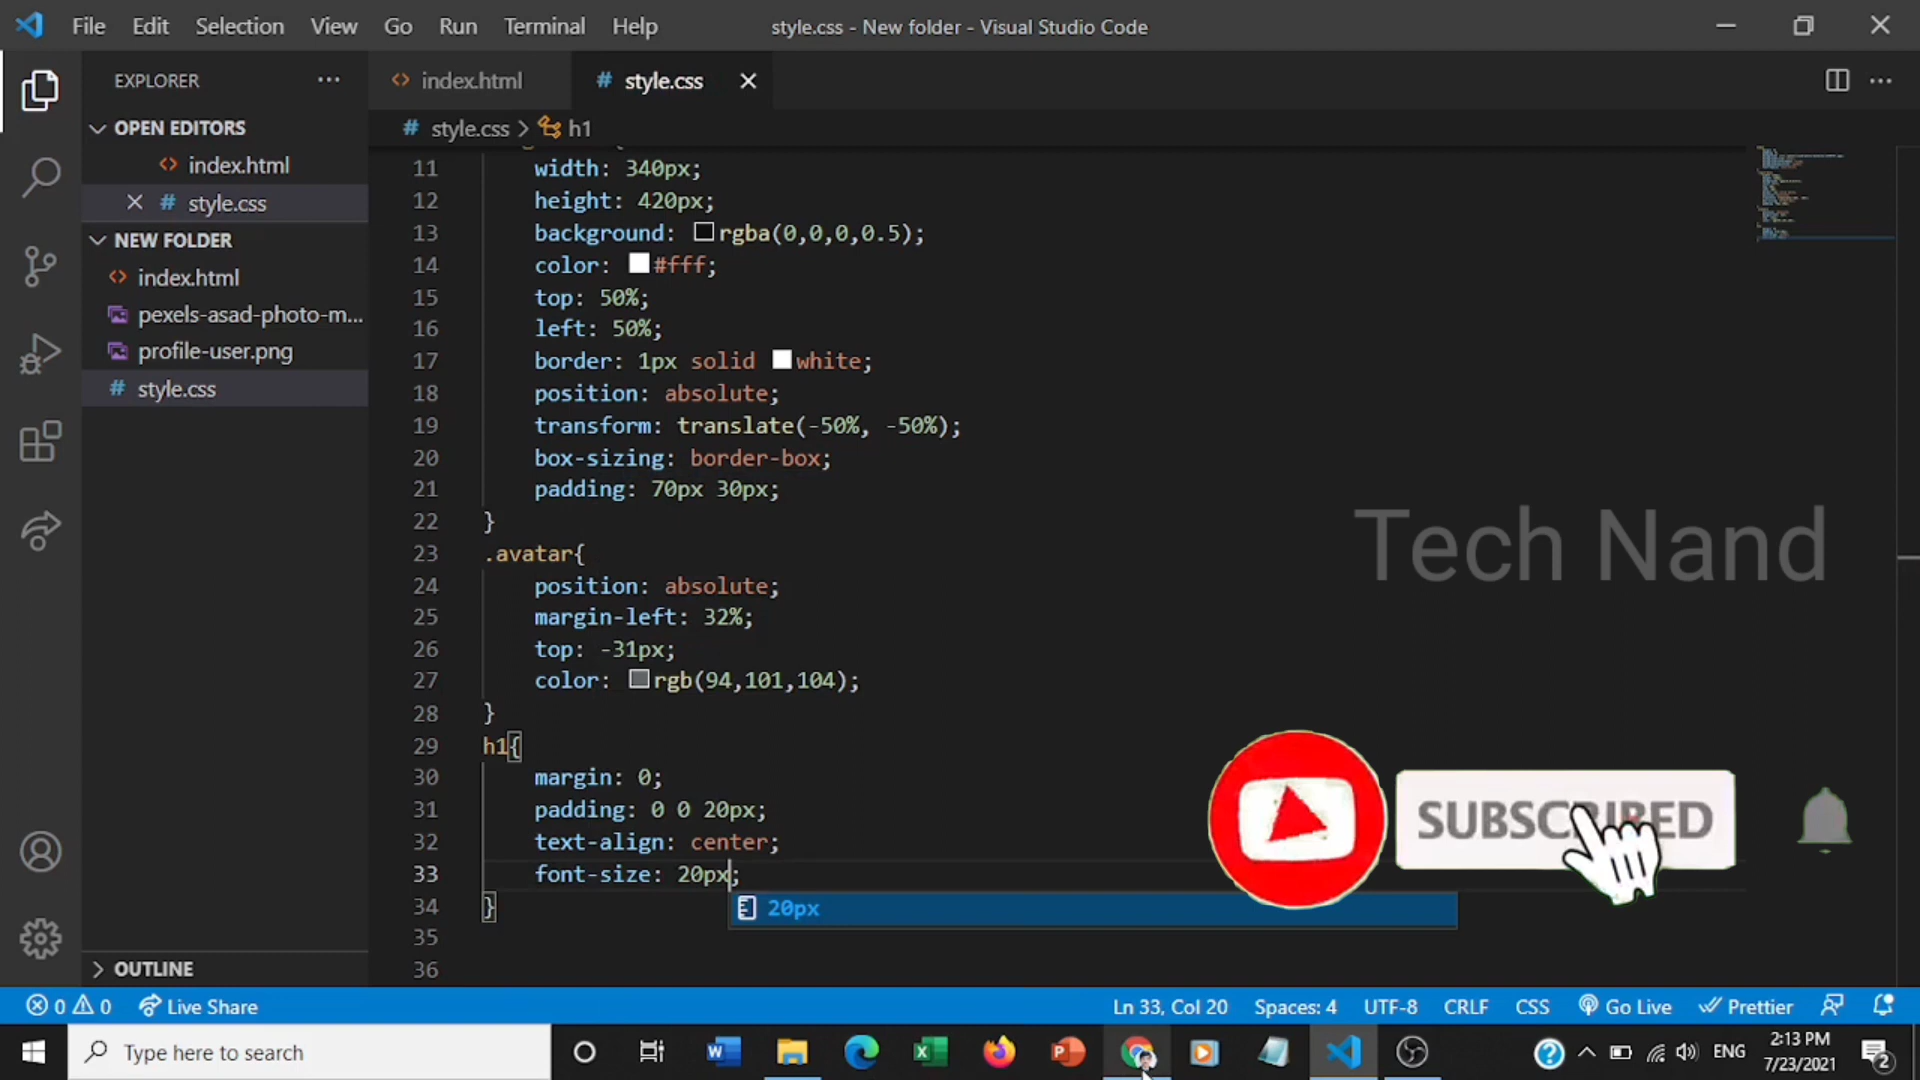 File Edit Selection View Go Run Terminal Help
style.css - New folder - Visual Studio Code
EXPLORER
index.html
style.css
OPEN EDITORS
index.html
style.css
NEW FOLDER
index.html
pexels-asad-photo-m...
profile-user.png
style.css
OUTLINE
style.css > h1
11 width: 340px;
12 height: 420px;
13 background: rgba(0,0,0,0.5);
14 color: #fff;
15 top: 50%;
16 left: 50%;
17 border: 1px solid white;
18 position: absolute;
19 transform: translate(-50%, -50%);
20 box-sizing: border-box;
21 padding: 70px 30px;
22 }
23 .avatar{
24 position: absolute;
25 margin-left: 32%;
26 top: -31px;
27 color: rgb(94,101,104);
28 }
29 h1{
30 margin: 0;
31 padding: 0 0 20px;
32 text-align: center;
33 font-size: 20px;
34 }
20px
35
36
Tech Nand
SUBSCRIBED
0 0 Live Share
Ln 33, Col 20 Spaces: 4 UTF-8 CRLF CSS Go Live Prettier
Type here to search
ENG
2:13 PM
7/23/2021
2